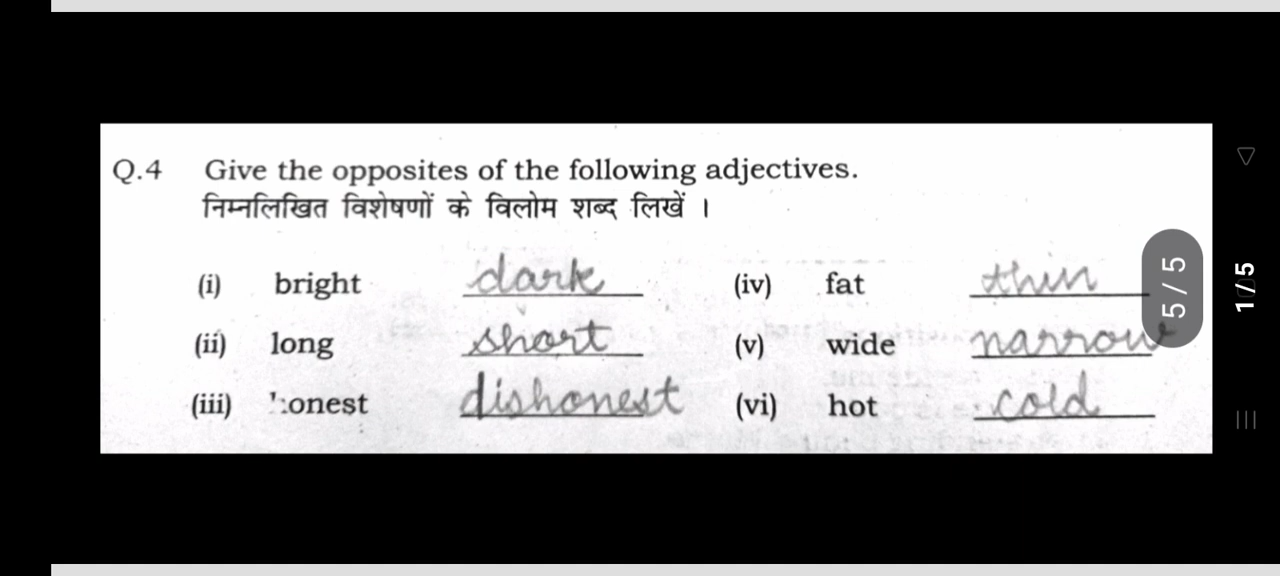 Q.4 Give the opposites of the following adjectives.
निम्नलिखित विशेषणों के विलोम शब्द लिखें ।
(i) bright dark (iv) fat thin
(ii) long short (v) wide narrow
(iii) honest dishonest (vi) hot cold
5/5
1/5